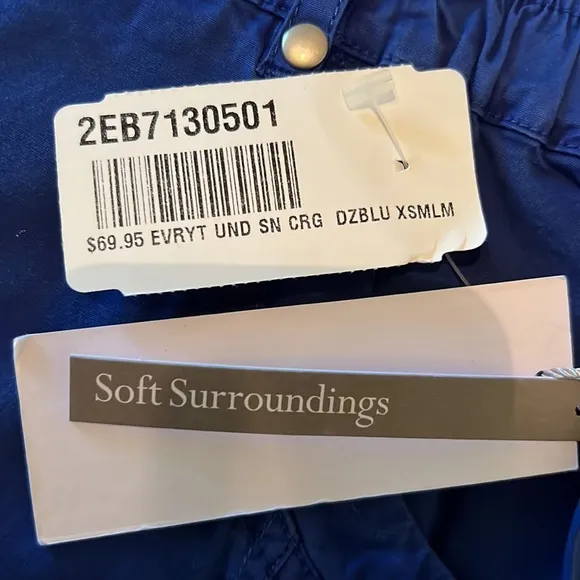 2EB7130501
$69.95 EVRYT UND SN CRG DZBLU XSMLM
Soft Surroundings